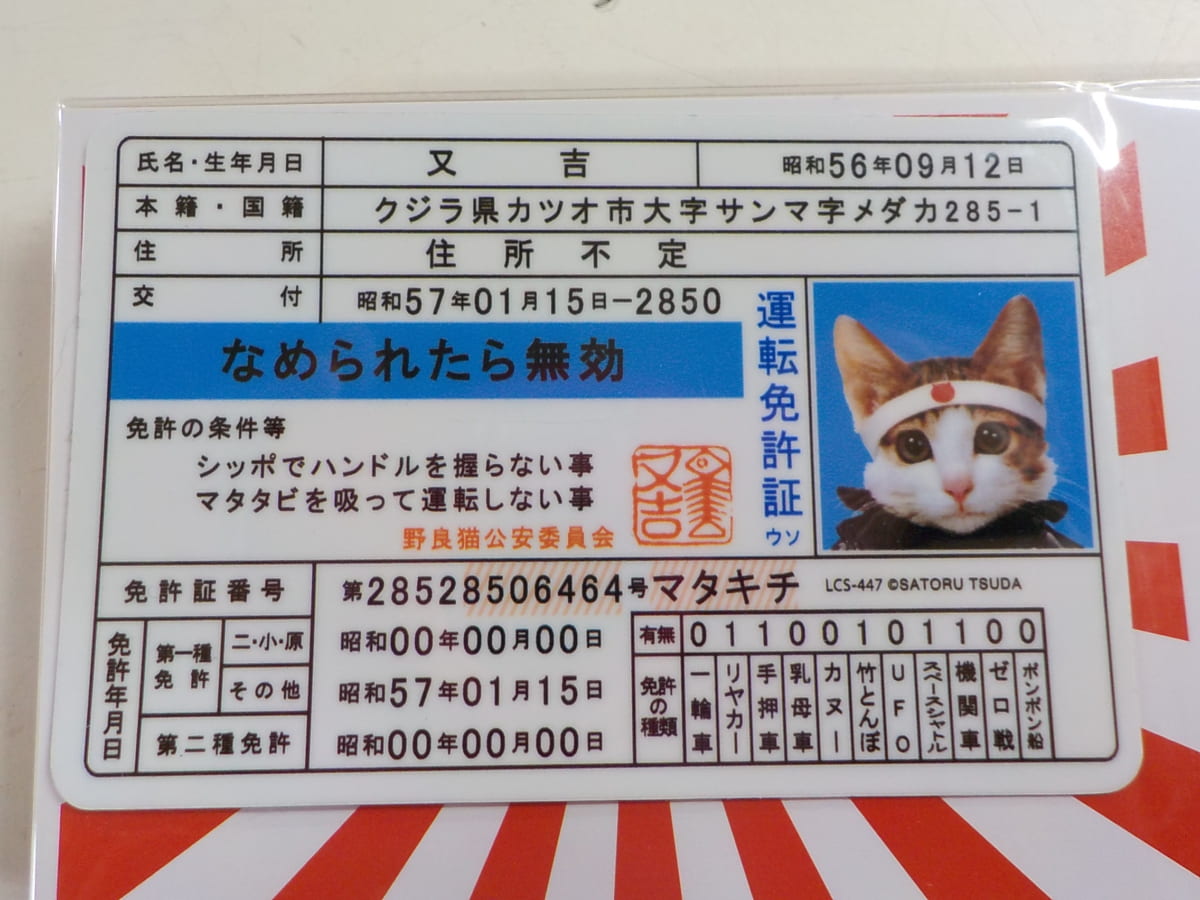 氏名・生年月日 又吉 昭和56年09月12日
本籍・国籍 クジラ県カツオ市大字サンマ字メダカ285-1
住所 住所不定
交付 昭和57年01月15日-2850
なめられたら無効
運転免許証
ウソ
免許の条件等
シッポでハンドルを握らない事
マタタビを吸って運転しない事
野良猫公安委員会
又吉
免許証番号 第28528506464号 マタキチ
LCS-447 ©SATORU TSUDA
免許年月日
第一種免許 二・小・原 昭和00年00月00日
その他 昭和57年01月15日
第二種免許 昭和00年00月00日
有無 0 1 1 0 0 1 0 1 1 0 0
免許の種類 一輪車 リヤカー 手押車 乳母車 カヌー 竹とんぼ UFO スペースシャトル 機関車 ゼロ戦 ポンポン船